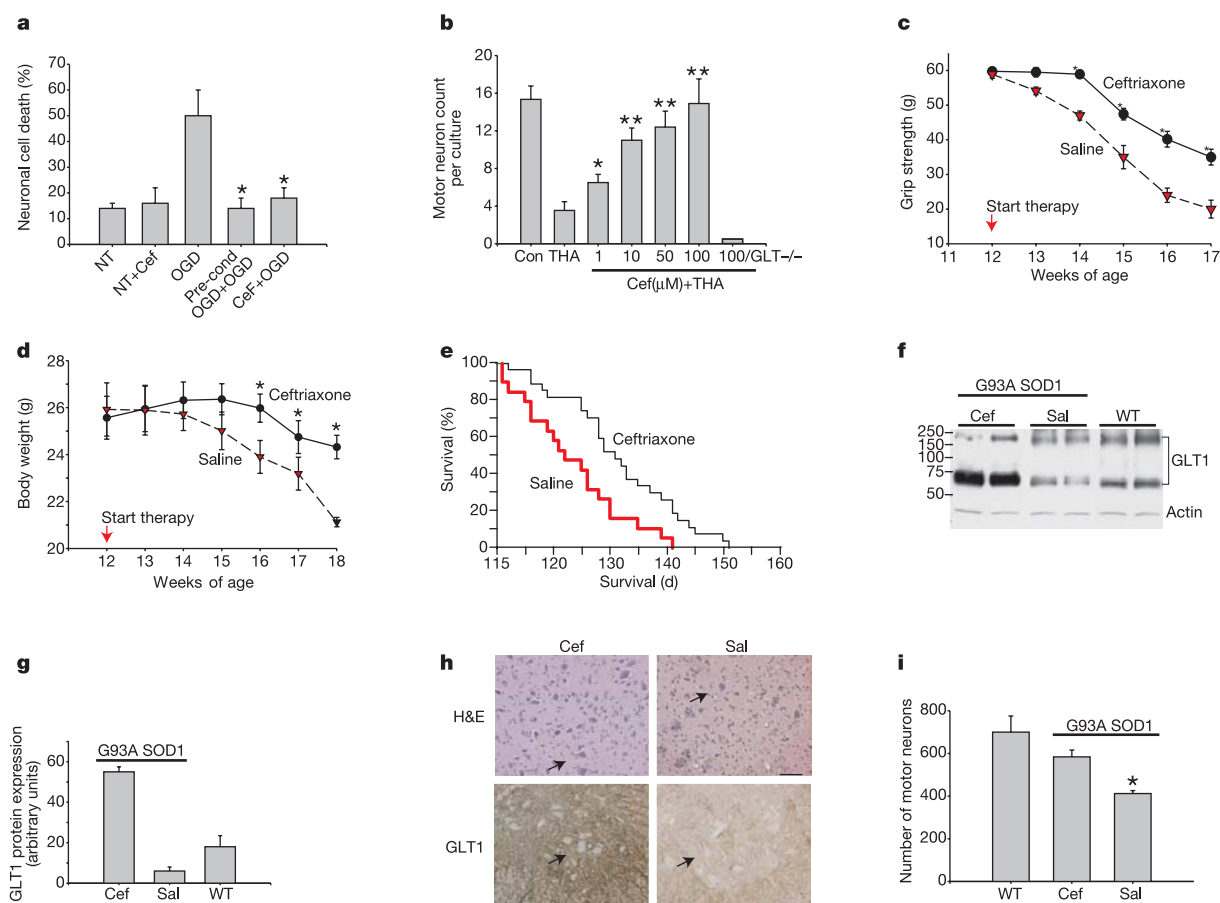 a
Neuronal cell death (%)
70
60
50
40
30
20
10
0
NT
NT+Cef
OGD
Pre-cond
OGD+OGD
CeF+OGD
*
*
b
Motor neuron count
per culture
20
16
12
8
4
0
*
**
**
**
Con THA 1 10 50 100 100/GLT−/−
Cef(µM)+THA
c
Grip strength (g)
60
40
20
10
Ceftriaxone
Saline
Start therapy
*
*
*
*
12 13 14 15 16 17
Weeks of age
d
Body weight (g)
28
26
24
22
20
Ceftriaxone
Saline
Start therapy
*
*
*
12 13 14 15 16 17 18
Weeks of age
e
Survival (%)
100
80
60
40
20
0
Ceftriaxone
Saline
115 120 130 140 150 160
Survival (d)
f
G93A SOD1
Cef Sal WT
250
150
100
75
50
GLT1
Actin
g
GLT1 protein expression
(arbitrary units)
60
40
20
0
G93A SOD1
Cef Sal WT
h
Cef Sal
H&E
GLT1
i
Number of motor neurons
800
600
400
200
0
G93A SOD1
*
WT Cef Sal